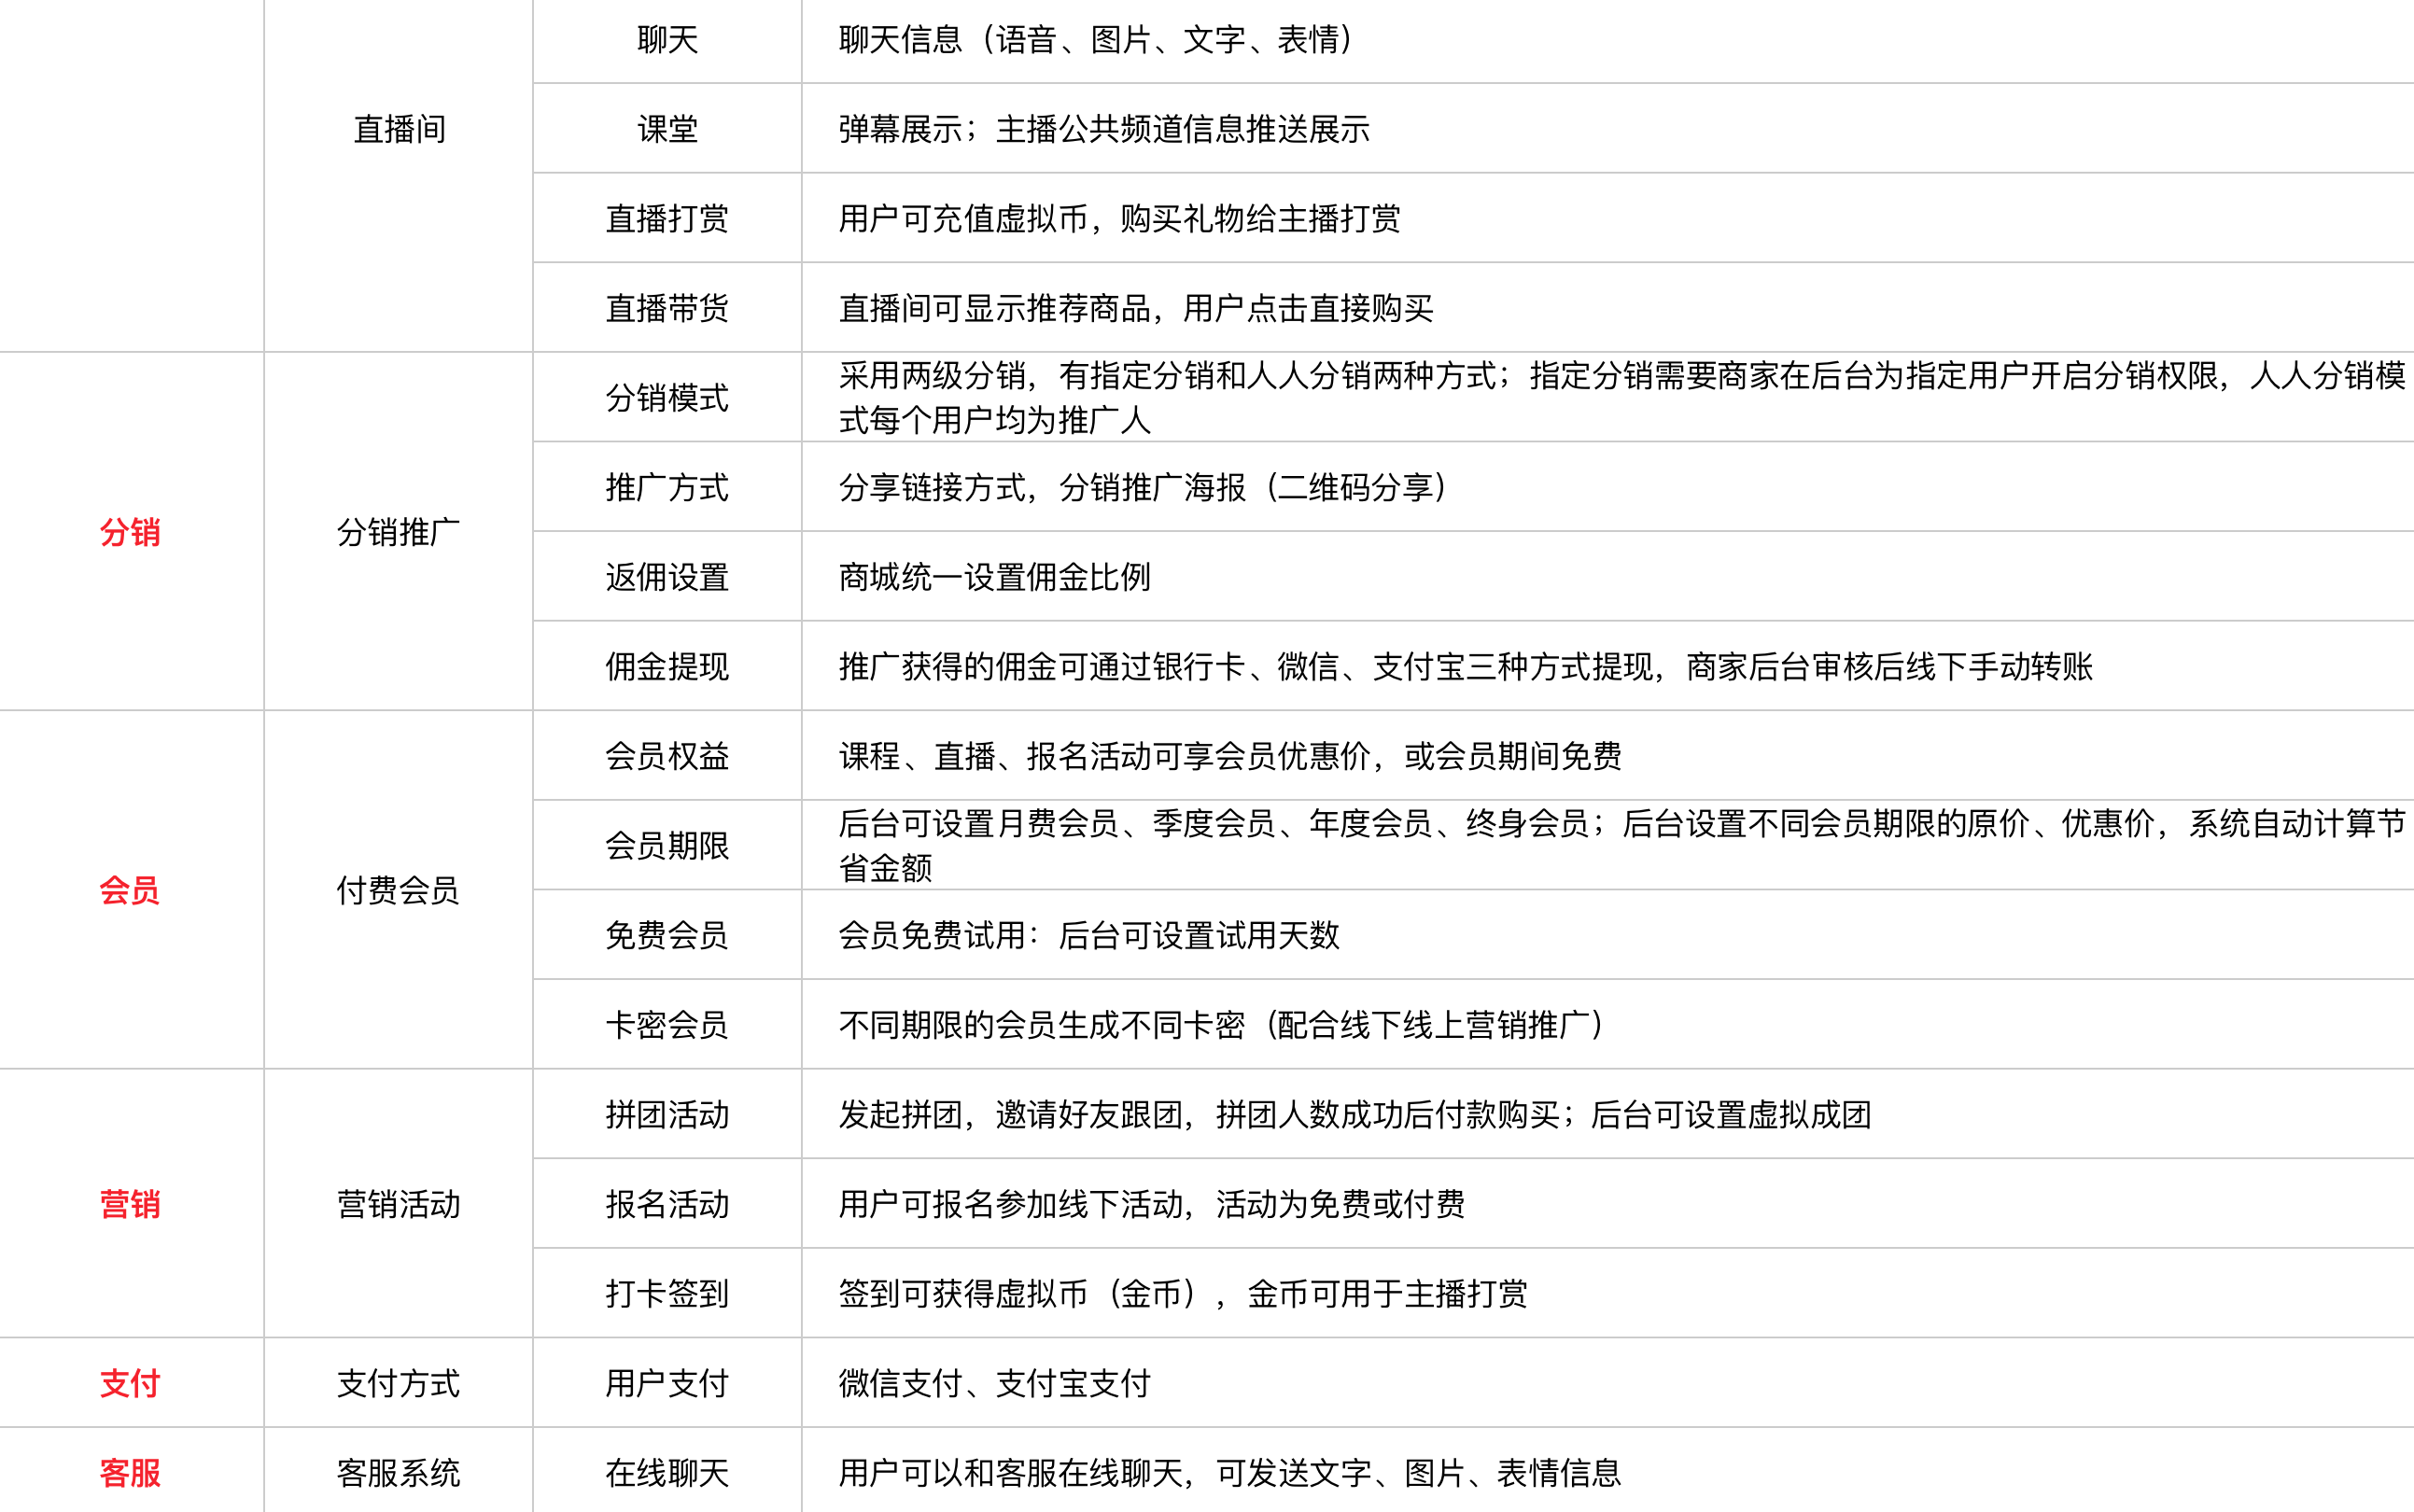 聊天
聊天信息（语音、图片、文字、表情）
直播间
课堂
弹幕展示；主播公共频道信息推送展示
直播打赏
用户可充值虚拟币，购买礼物给主播打赏
直播带货
直播间可显示推荐商品，用户点击直接购买
分销
分销推广
分销模式
采用两级分销，有指定分销和人人分销两种方式；指定分销需要商家在后台为指定用户开启分销权限，人人分销模
式每个用户均为推广人
推广方式
分享链接方式，分销推广海报（二维码分享）
返佣设置
商城统一设置佣金比例
佣金提现
推广获得的佣金可通过银行卡、微信、支付宝三种方式提现，商家后台审核后线下手动转账
会员
付费会员
会员权益
课程、直播、报名活动可享会员优惠价，或会员期间免费
会员期限
后台可设置月费会员、季度会员、年度会员、终身会员；后台设置不同会员期限的原价、优惠价，系统自动计算节
省金额
免费会员
会员免费试用：后台可设置试用天数
卡密会员
不同期限的会员生成不同卡密（配合线下线上营销推广）
营销
营销活动
拼团活动
发起拼团，邀请好友跟团，拼团人数成功后付款购买；后台可设置虚拟成团
报名活动
用户可报名参加线下活动，活动为免费或付费
打卡签到
签到可获得虚拟币（金币），金币可用于主播打赏
支付
支付方式
用户支付
微信支付、支付宝支付
客服
客服系统
在线聊天
用户可以和客服在线聊天，可发送文字、图片、表情信息